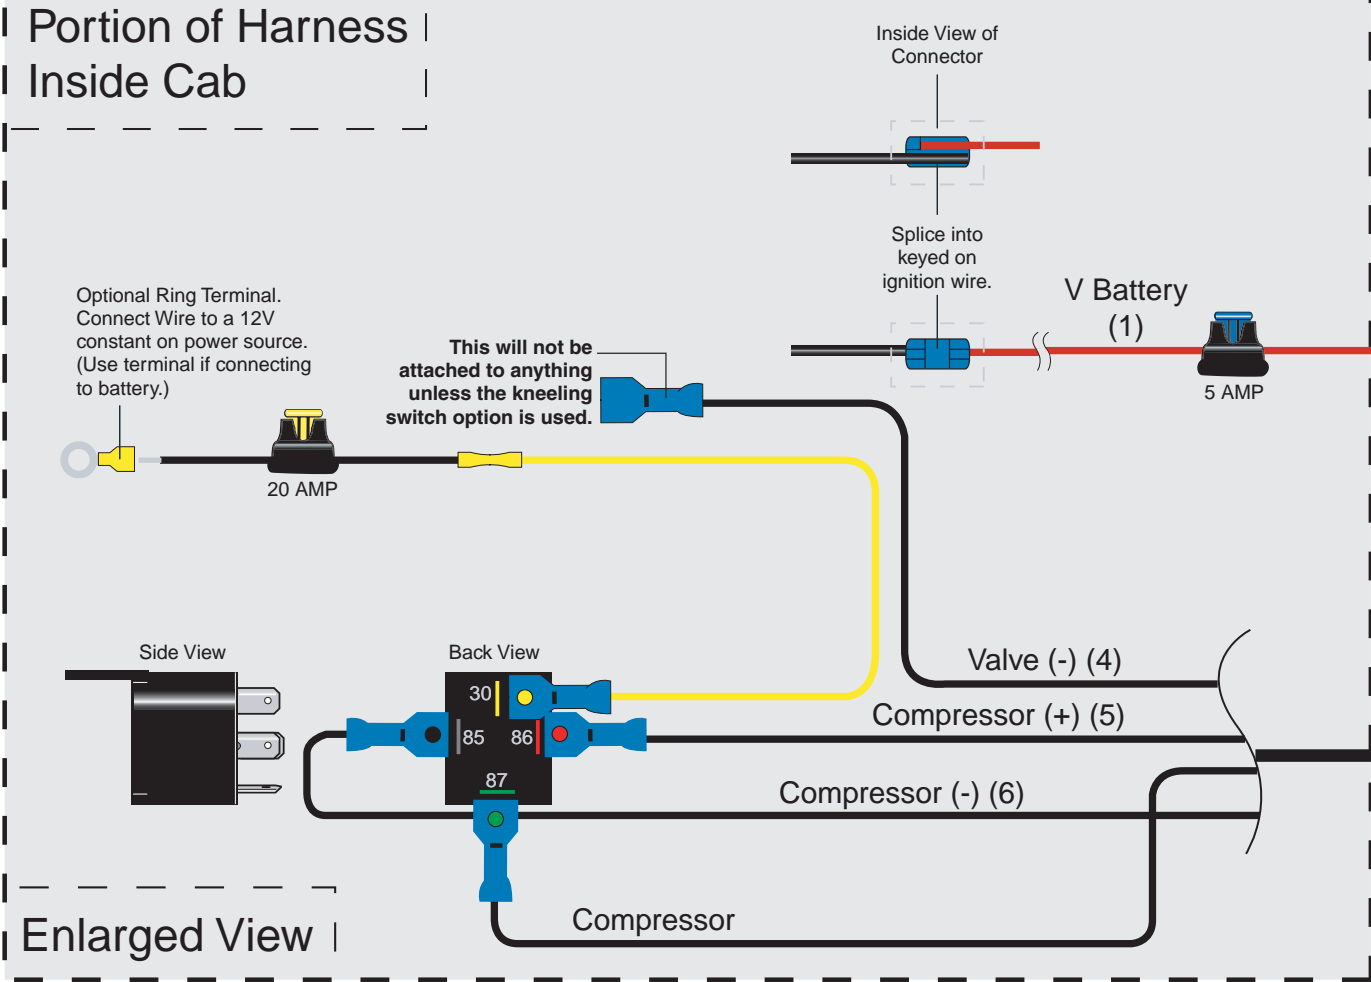 Portion of Harness
Inside Cab
Inside View of
Connector
Splice into
keyed on
ignition wire.
V Battery
(1)
5 AMP
Optional Ring Terminal.
Connect Wire to a 12V
constant on power source.
(Use terminal if connecting
to battery.)
20 AMP
This will not be
attached to anything
unless the kneeling
switch option is used.
Side View
Back View
30
85
86
87
Valve (-) (4)
Compressor (+) (5)
Compressor (-) (6)
Compressor
Enlarged View